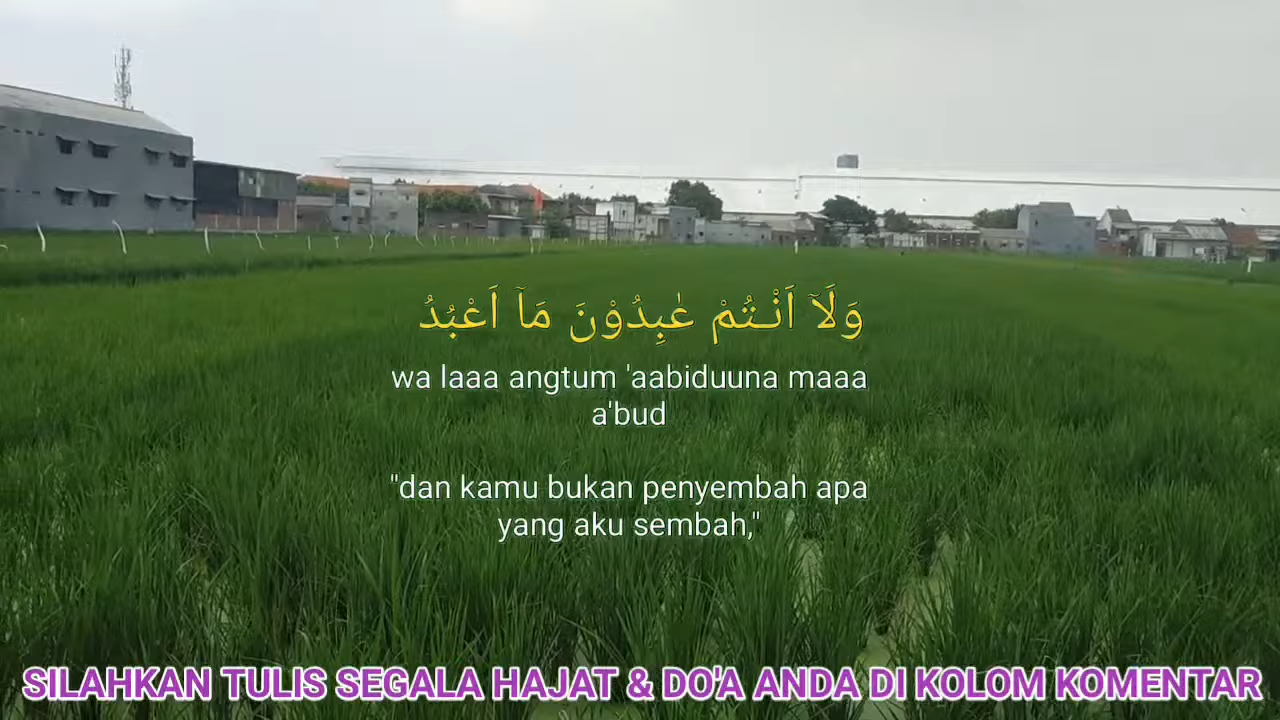 وَلَآ اَنْـتُمْ عٰبِدُوْنَ مَآ اَعْبُدُ
wa laaa angtum 'aabiduuna maaa
a'bud
"dan kamu bukan penyembah apa
yang aku sembah,"
SILAHKAN TULIS SEGALA HAJAT & DO'A ANDA DI KOLOM KOMENTAR